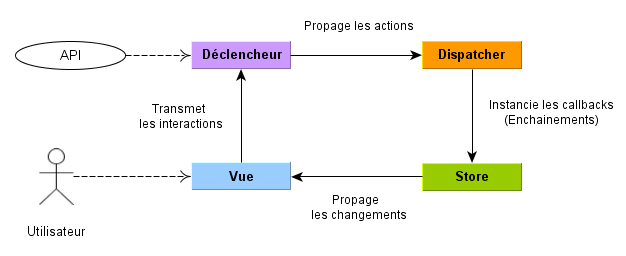 Propage les actions
API
Déclencheur
Dispatcher
Transmet
les interactions
Instancie les callbacks
(Enchainements)
Vue
Store
Propage
les changements
Utilisateur